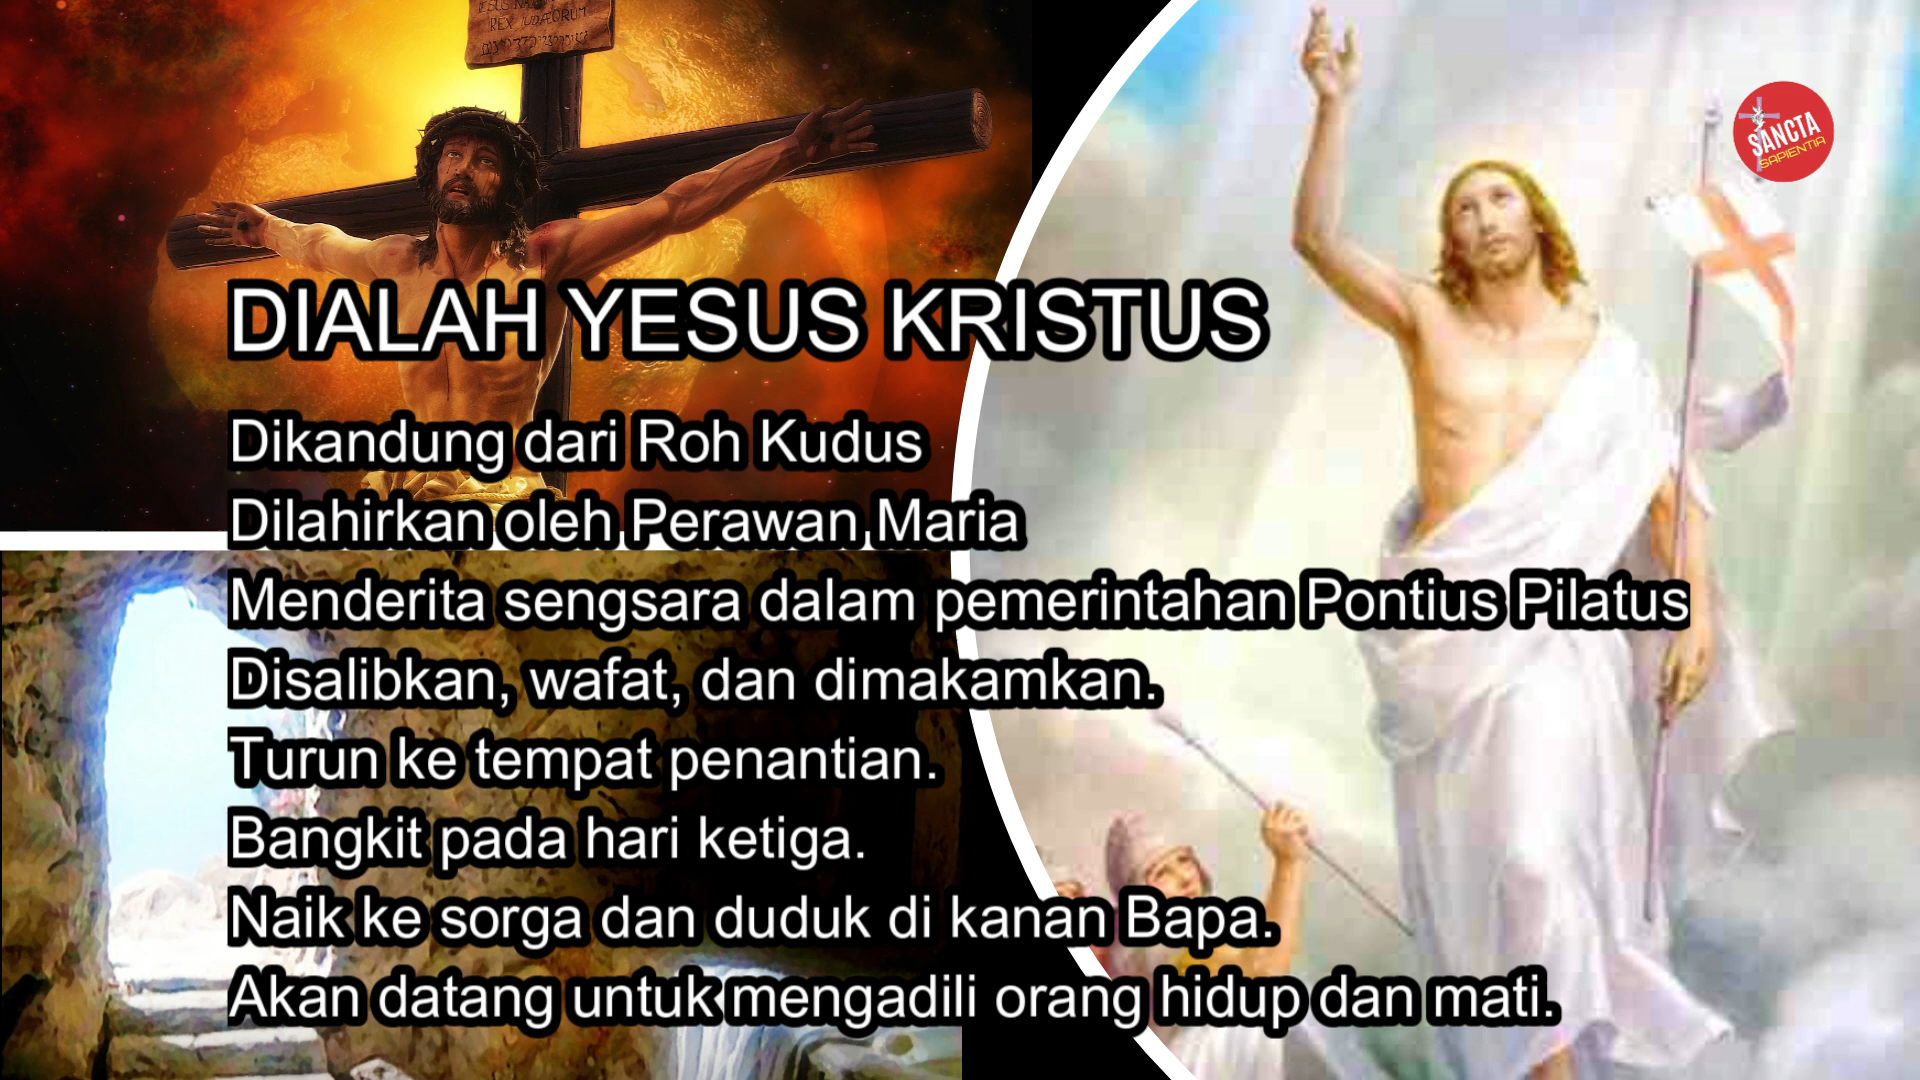 REX IUDÆORUM
SANCTA
SAPIENTIA
DIALAH YESUS KRISTUS
Dikandung dari Roh Kudus
Dilahirkan oleh Perawan Maria
Menderita sengsara dalam pemerintahan Pontius Pilatus
Disalibkan, wafat, dan dimakamkan.
Turun ke tempat penantian.
Bangkit pada hari ketiga.
Naik ke sorga dan duduk di kanan Bapa.
Akan datang untuk mengadili orang hidup dan mati.